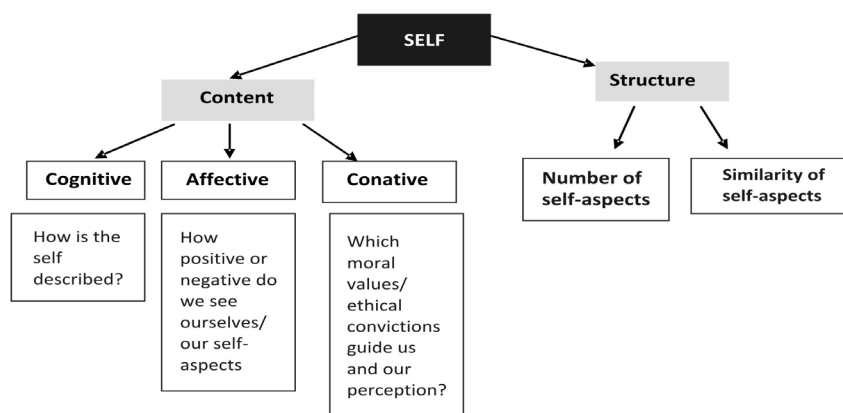 SELF
Content
Structure
Cognitive
Affective
Conative
Number of
self-aspects
Similarity of
self-aspects
How is the
self
described?
How
positive or
negative do
we see
ourselves/
our self-
aspects
Which
moral
values/
ethical
convictions
guide us
and our
perception?